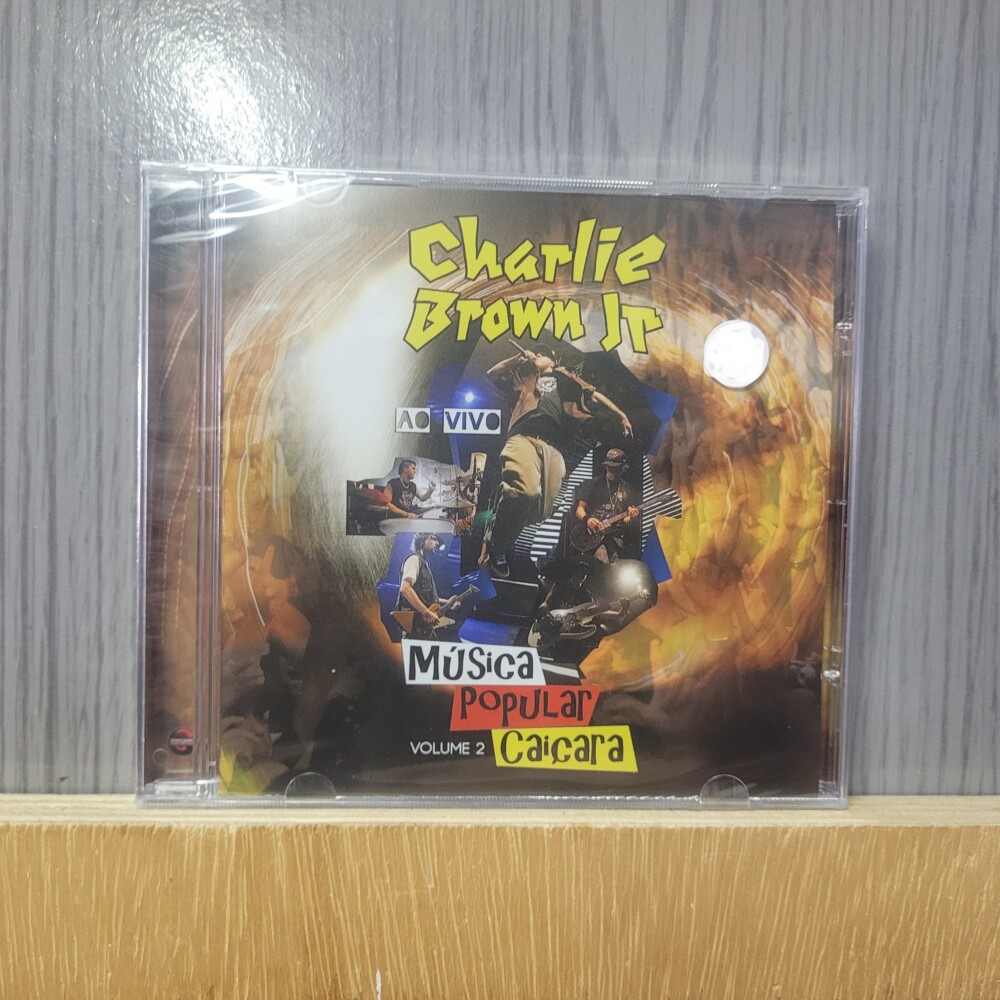 Charlie
Brown Jr
AO VIVO
MÚSica
POPULAr
VOLUME 2 CaiÇara